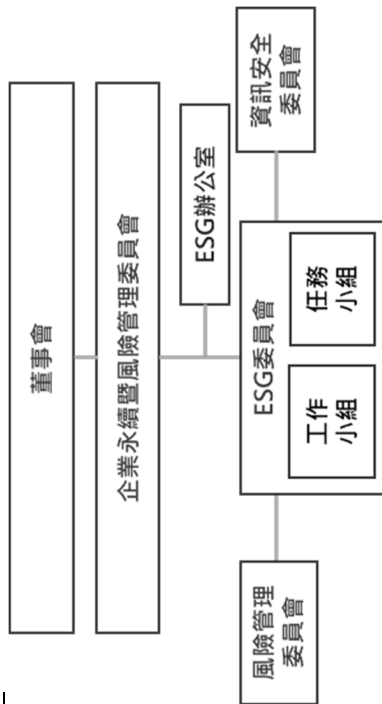 董事會
企業永續暨風險管理委員會
ESG辦公室
風險管理
委員會
ESG委員會
工作
小組
任務
小組
資訊安全
委員會